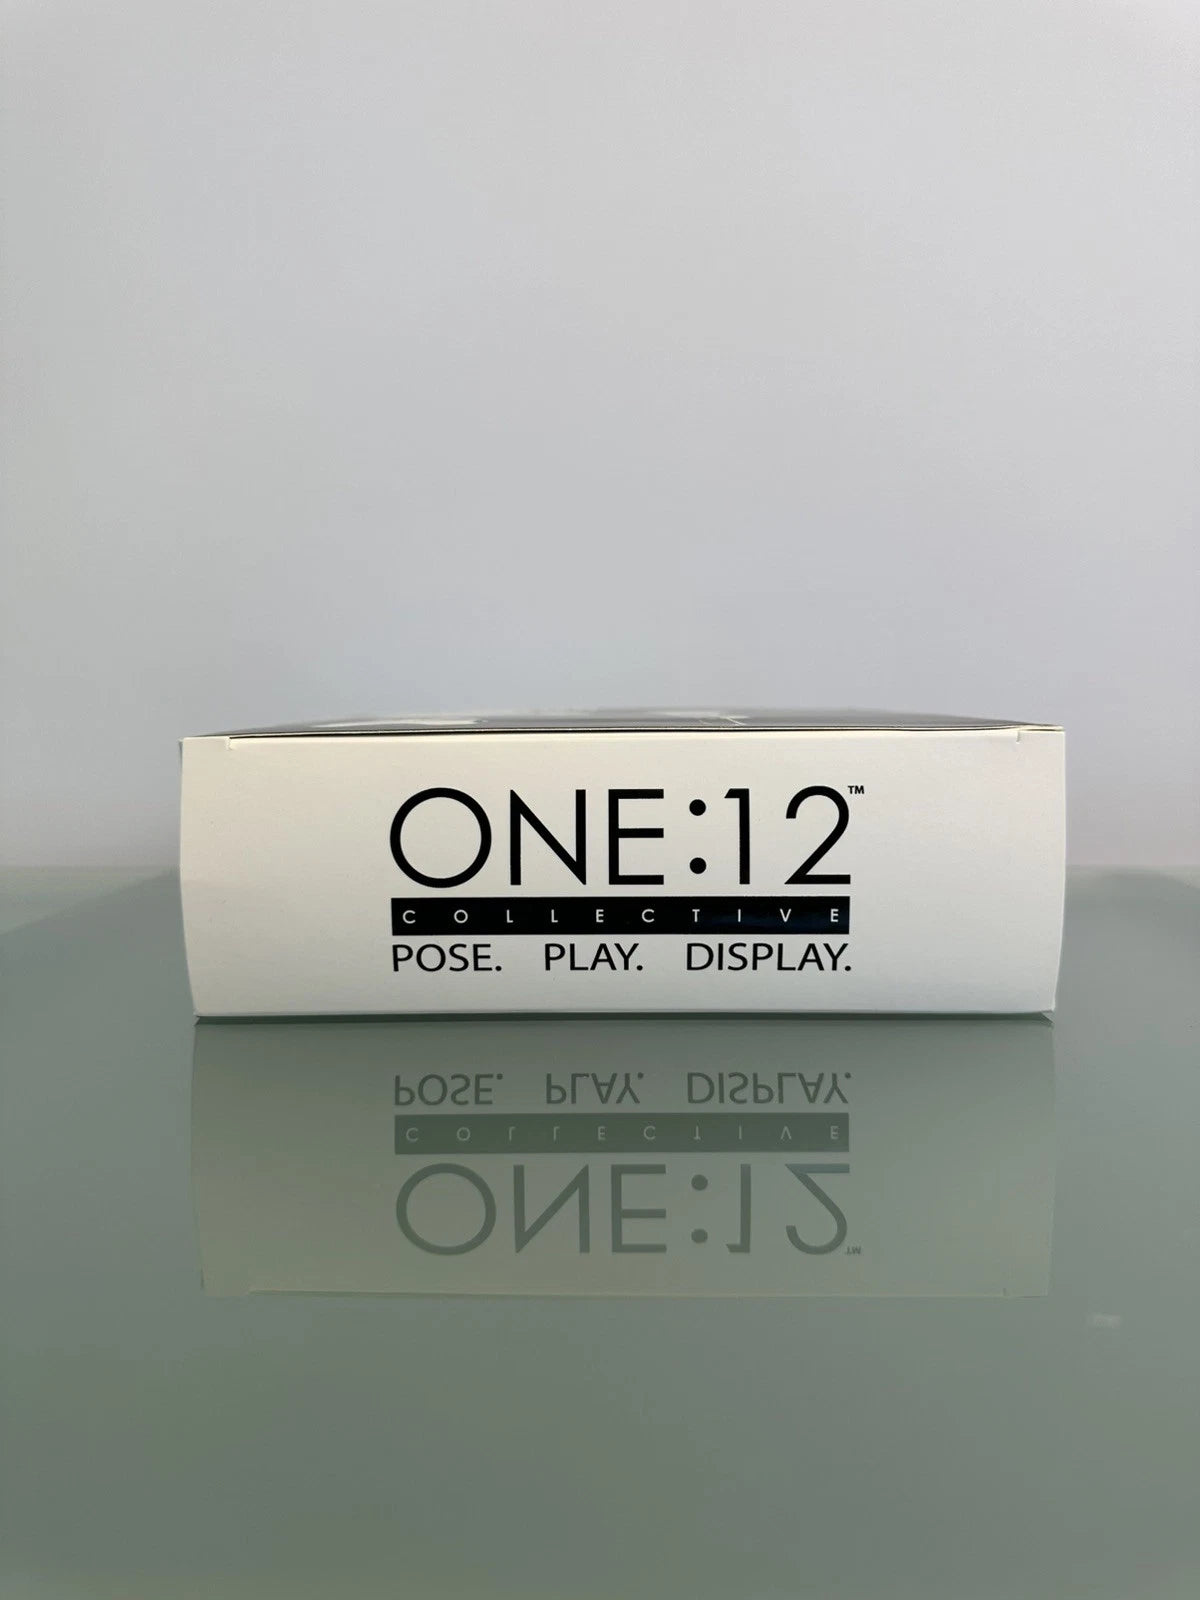 ONE:12™
COLLECTIVE
POSE. PLAY. DISPLAY.